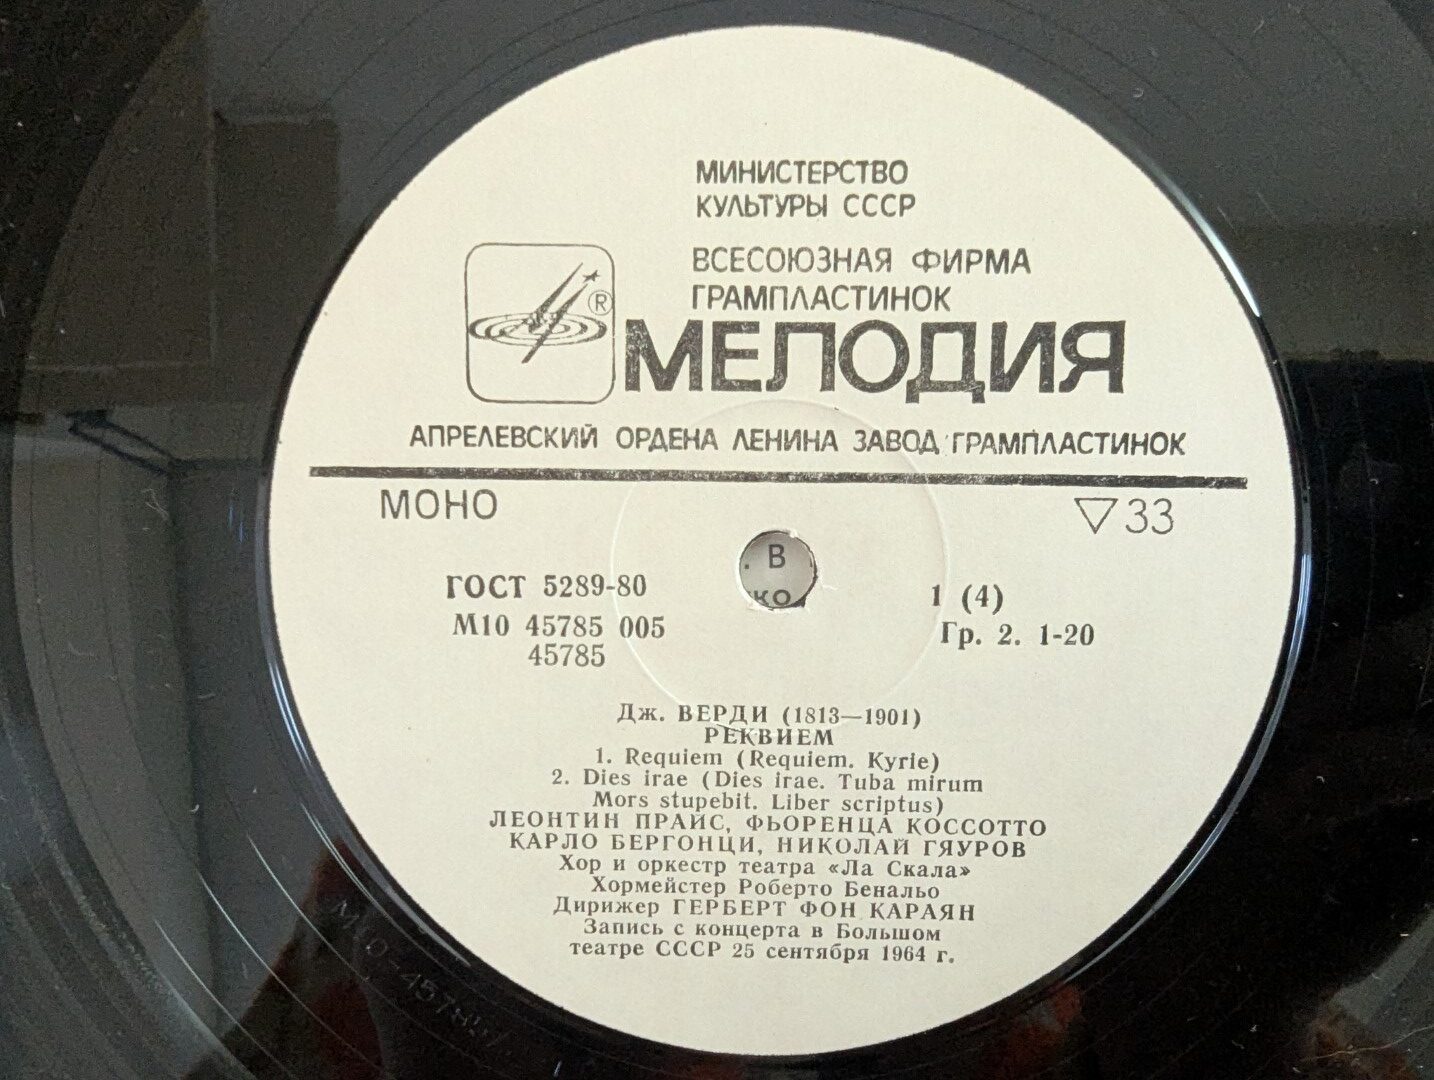 МИНИСТЕРСТВО
КУЛЬТУРЫ СССР
ВСЕСОЮЗНАЯ ФИРМА
ГРАМПЛАСТИНОК
®
МЕЛОДИЯ
АПРЕЛЕВСКИЙ ОРДЕНА ЛЕНИНА ЗАВОД ГРАМПЛАСТИНОК
МОНО ▽33
. В
ко
ГОСТ 5289-80 1 (4)
М10 45785 005 Гр. 2. 1-20
45785
Дж. ВЕРДИ (1813—1901)
РЕКВИЕМ
1. Requiem (Requiem. Kyrie)
2. Dies irae (Dies irae. Tuba mirum
Mors stupebit. Liber scriptus)
ЛЕОНТИН ПРАЙС, ФЬОРЕНЦА КОССОТТО
КАРЛО БЕРГОНЦИ, НИКОЛАЙ ГЯУРОВ
Хор и оркестр театра «Ла Скала»
Хормейстер Роберто Бенальо
Дирижер ГЕРБЕРТ ФОН КАРАЯН
Запись с концерта в Большом
театре СССР 25 сентября 1964 г.